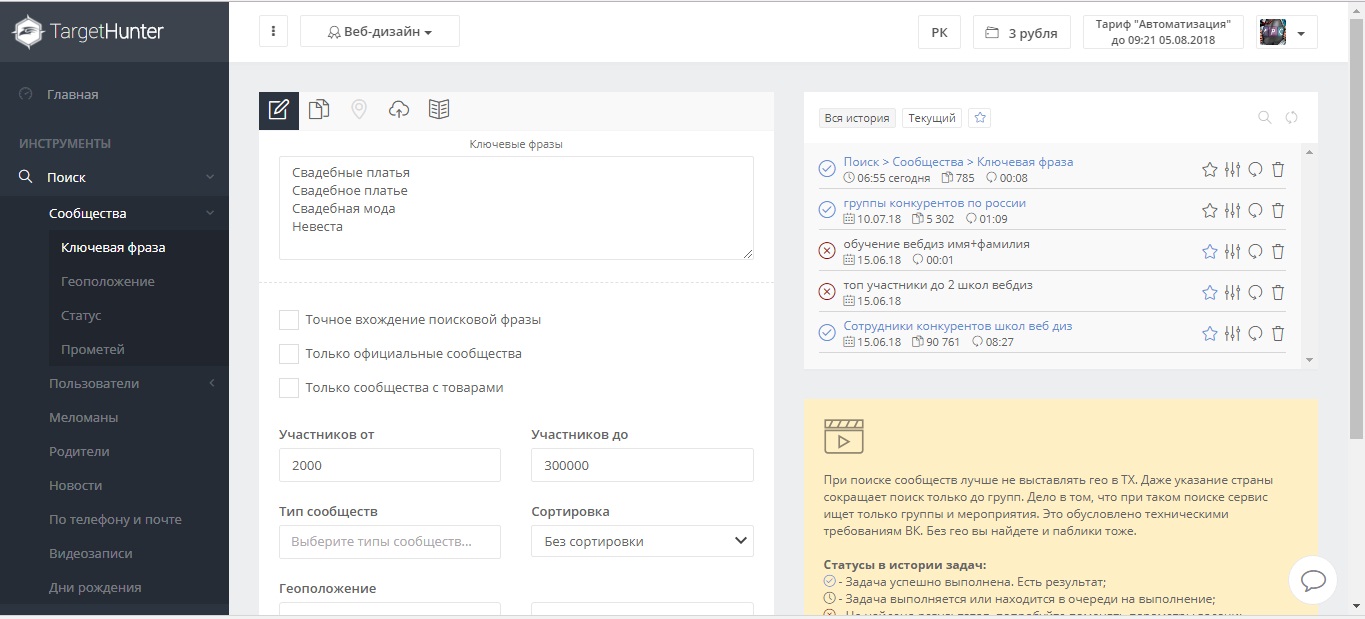 TargetHunter
Веб-дизайн
РК
3 рубля
Тариф "Автоматизация"
до 09:21 05.08.2018
Главная
ИНСТРУМЕНТЫ
Поиск
Сообщества
Ключевая фраза
Геоположение
Статус
Прометей
Пользователи
Меломаны
Родители
Новости
По телефону и почте
Видеозаписи
Дни рождения
Ключевые фразы
Свадебные платья
Свадебное платье
Свадебная мода
Невеста
Точное вхождение поисковой фразы
Только официальные сообщества
Только сообщества с товарами
Участников от
Участников до
2000
300000
Тип сообществ
Сортировка
Выберите типы сообществ...
Без сортировки
Геоположение
Вся история
Текущий
Поиск > Сообщества > Ключевая фраза
06:55 сегодня 785 00:08
группы конкурентов по россии
10.07.18 5 302 01:09
обучение вебдиз имя+фамилия
15.06.18 00:01
топ участники до 2 школ вебдиз
15.06.18
Сотрудники конкурентов школ веб диз
15.06.18 90 761 08:27
При поиске сообществ лучше не выставлять гео в ТХ. Даже указание страны
сокращает поиск только до групп. Дело в том, что при таком поиске сервис
ищет только группы и мероприятия. Это обусловлено техническими
требованиям ВК. Без гео вы найдете и паблики тоже.
Статусы в истории задач:
- Задача успешно выполнена. Есть результат;
- Задача выполняется или находится в очереди на выполнение;